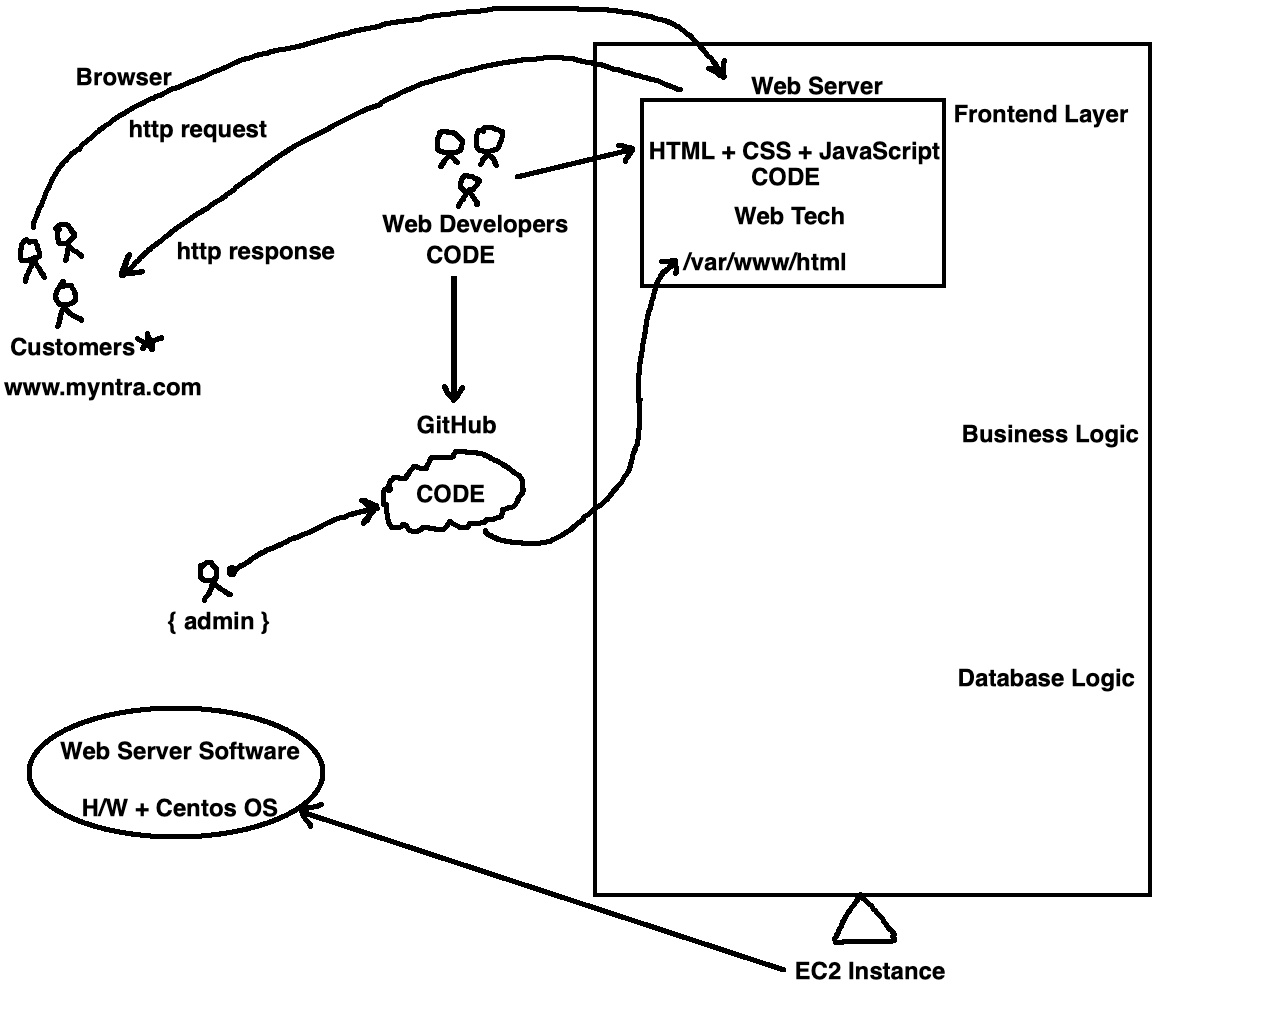 Browser
http request
http response
Customers
www.myntra.com
Web Developers
CODE
GitHub
CODE
{ admin }
Web Server Software
H/W + Centos OS
Web Server
HTML + CSS + JavaScript
CODE
Web Tech
/var/www/html
Frontend Layer
Business Logic
Database Logic
EC2 Instance